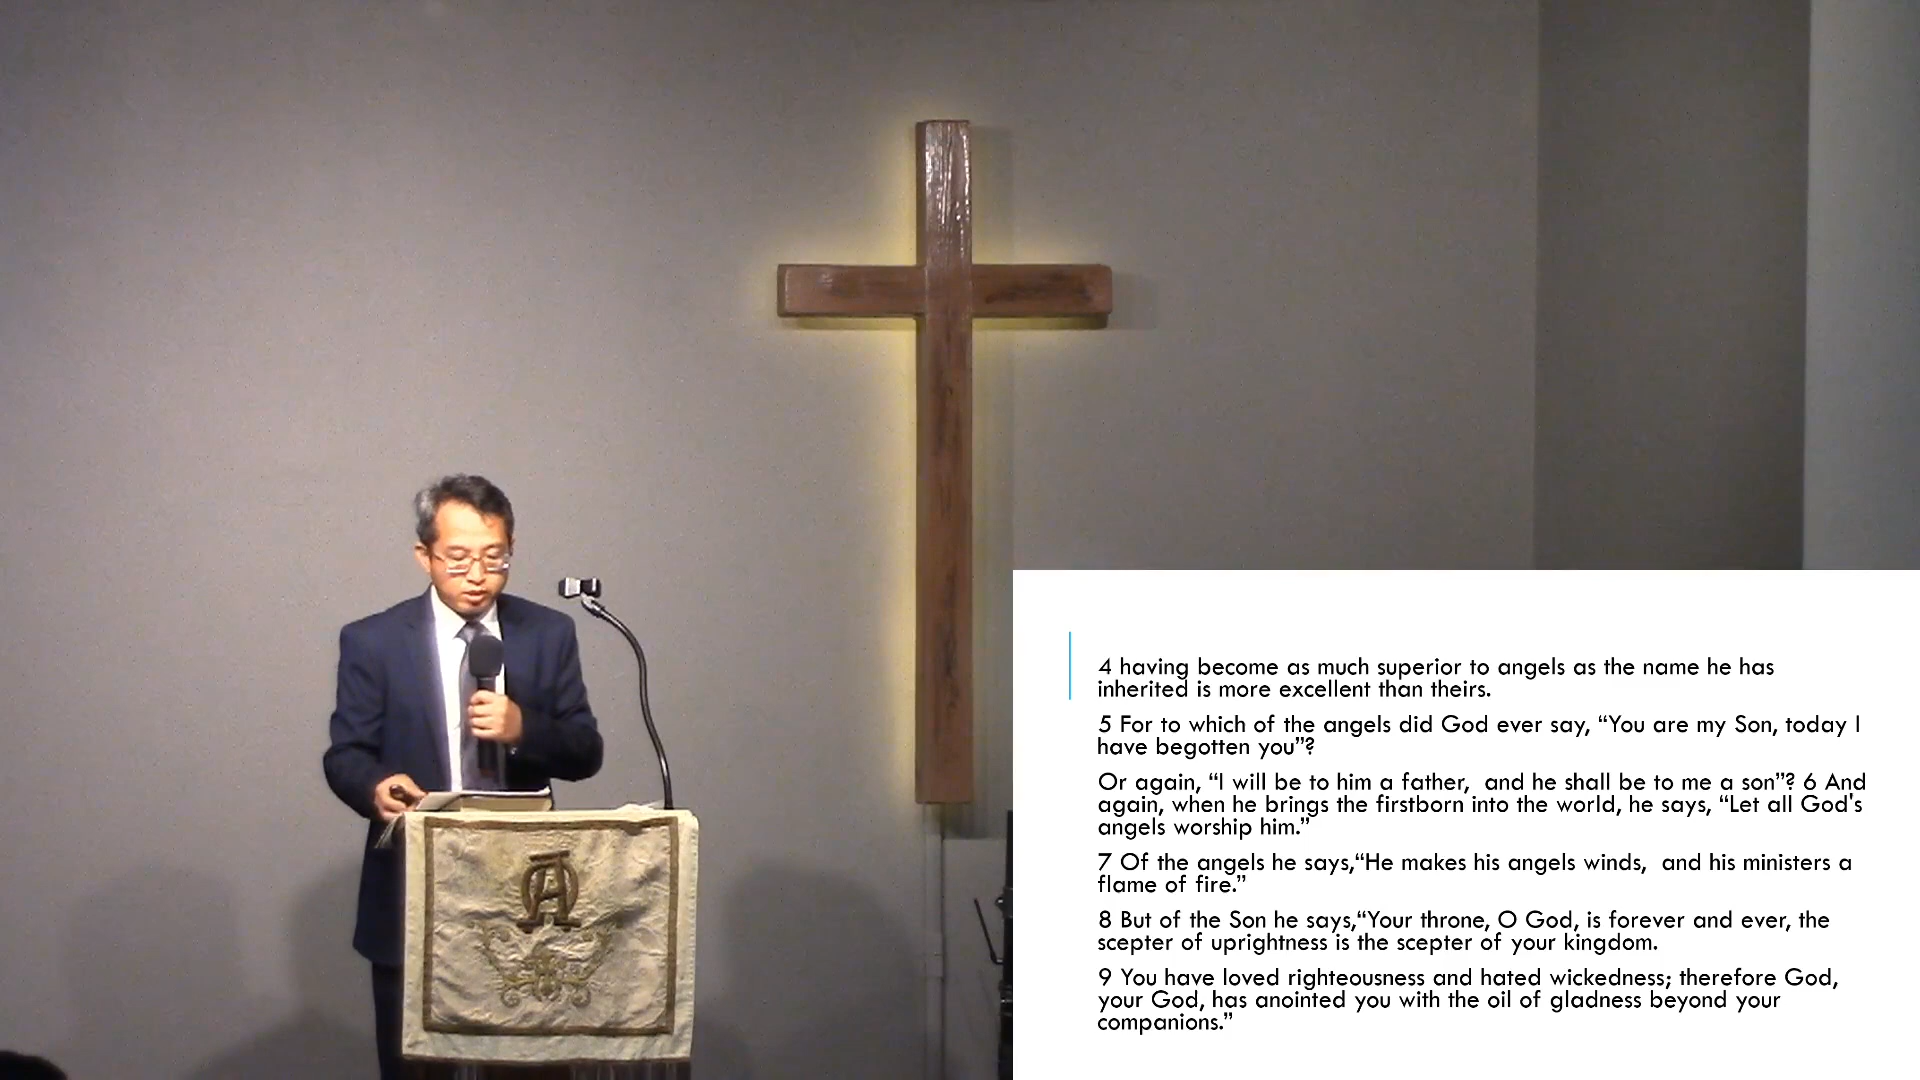 4 having become as much superior to angels as the name he has
inherited is more excellent than theirs.
5 For to which of the angels did God ever say, “You are my Son, today I
have begotten you”?
Or again, “I will be to him a father,  and he shall be to me a son”? 6 And
again, when he brings the firstborn into the world, he says, “Let all God's
angels worship him.”
7 Of the angels he says,“He makes his angels winds,  and his ministers a
flame of fire.”
8 But of the Son he says,“Your throne, O God, is forever and ever, the
scepter of uprightness is the scepter of your kingdom.
9 You have loved righteousness and hated wickedness; therefore God,
your God, has anointed you with the oil of gladness beyond your
companions.”